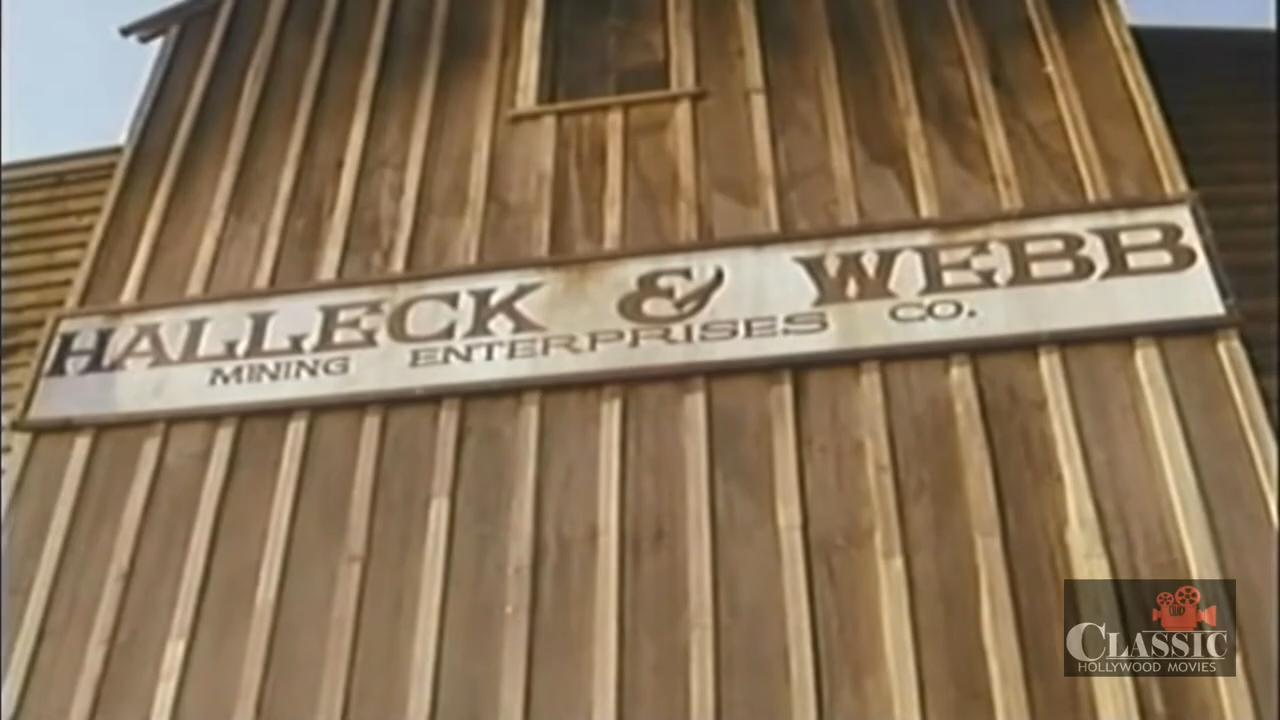 HALLECK & WEBB
MINING ENTERPRISES CO.
CLASSIC
HOLLYWOOD MOVIES